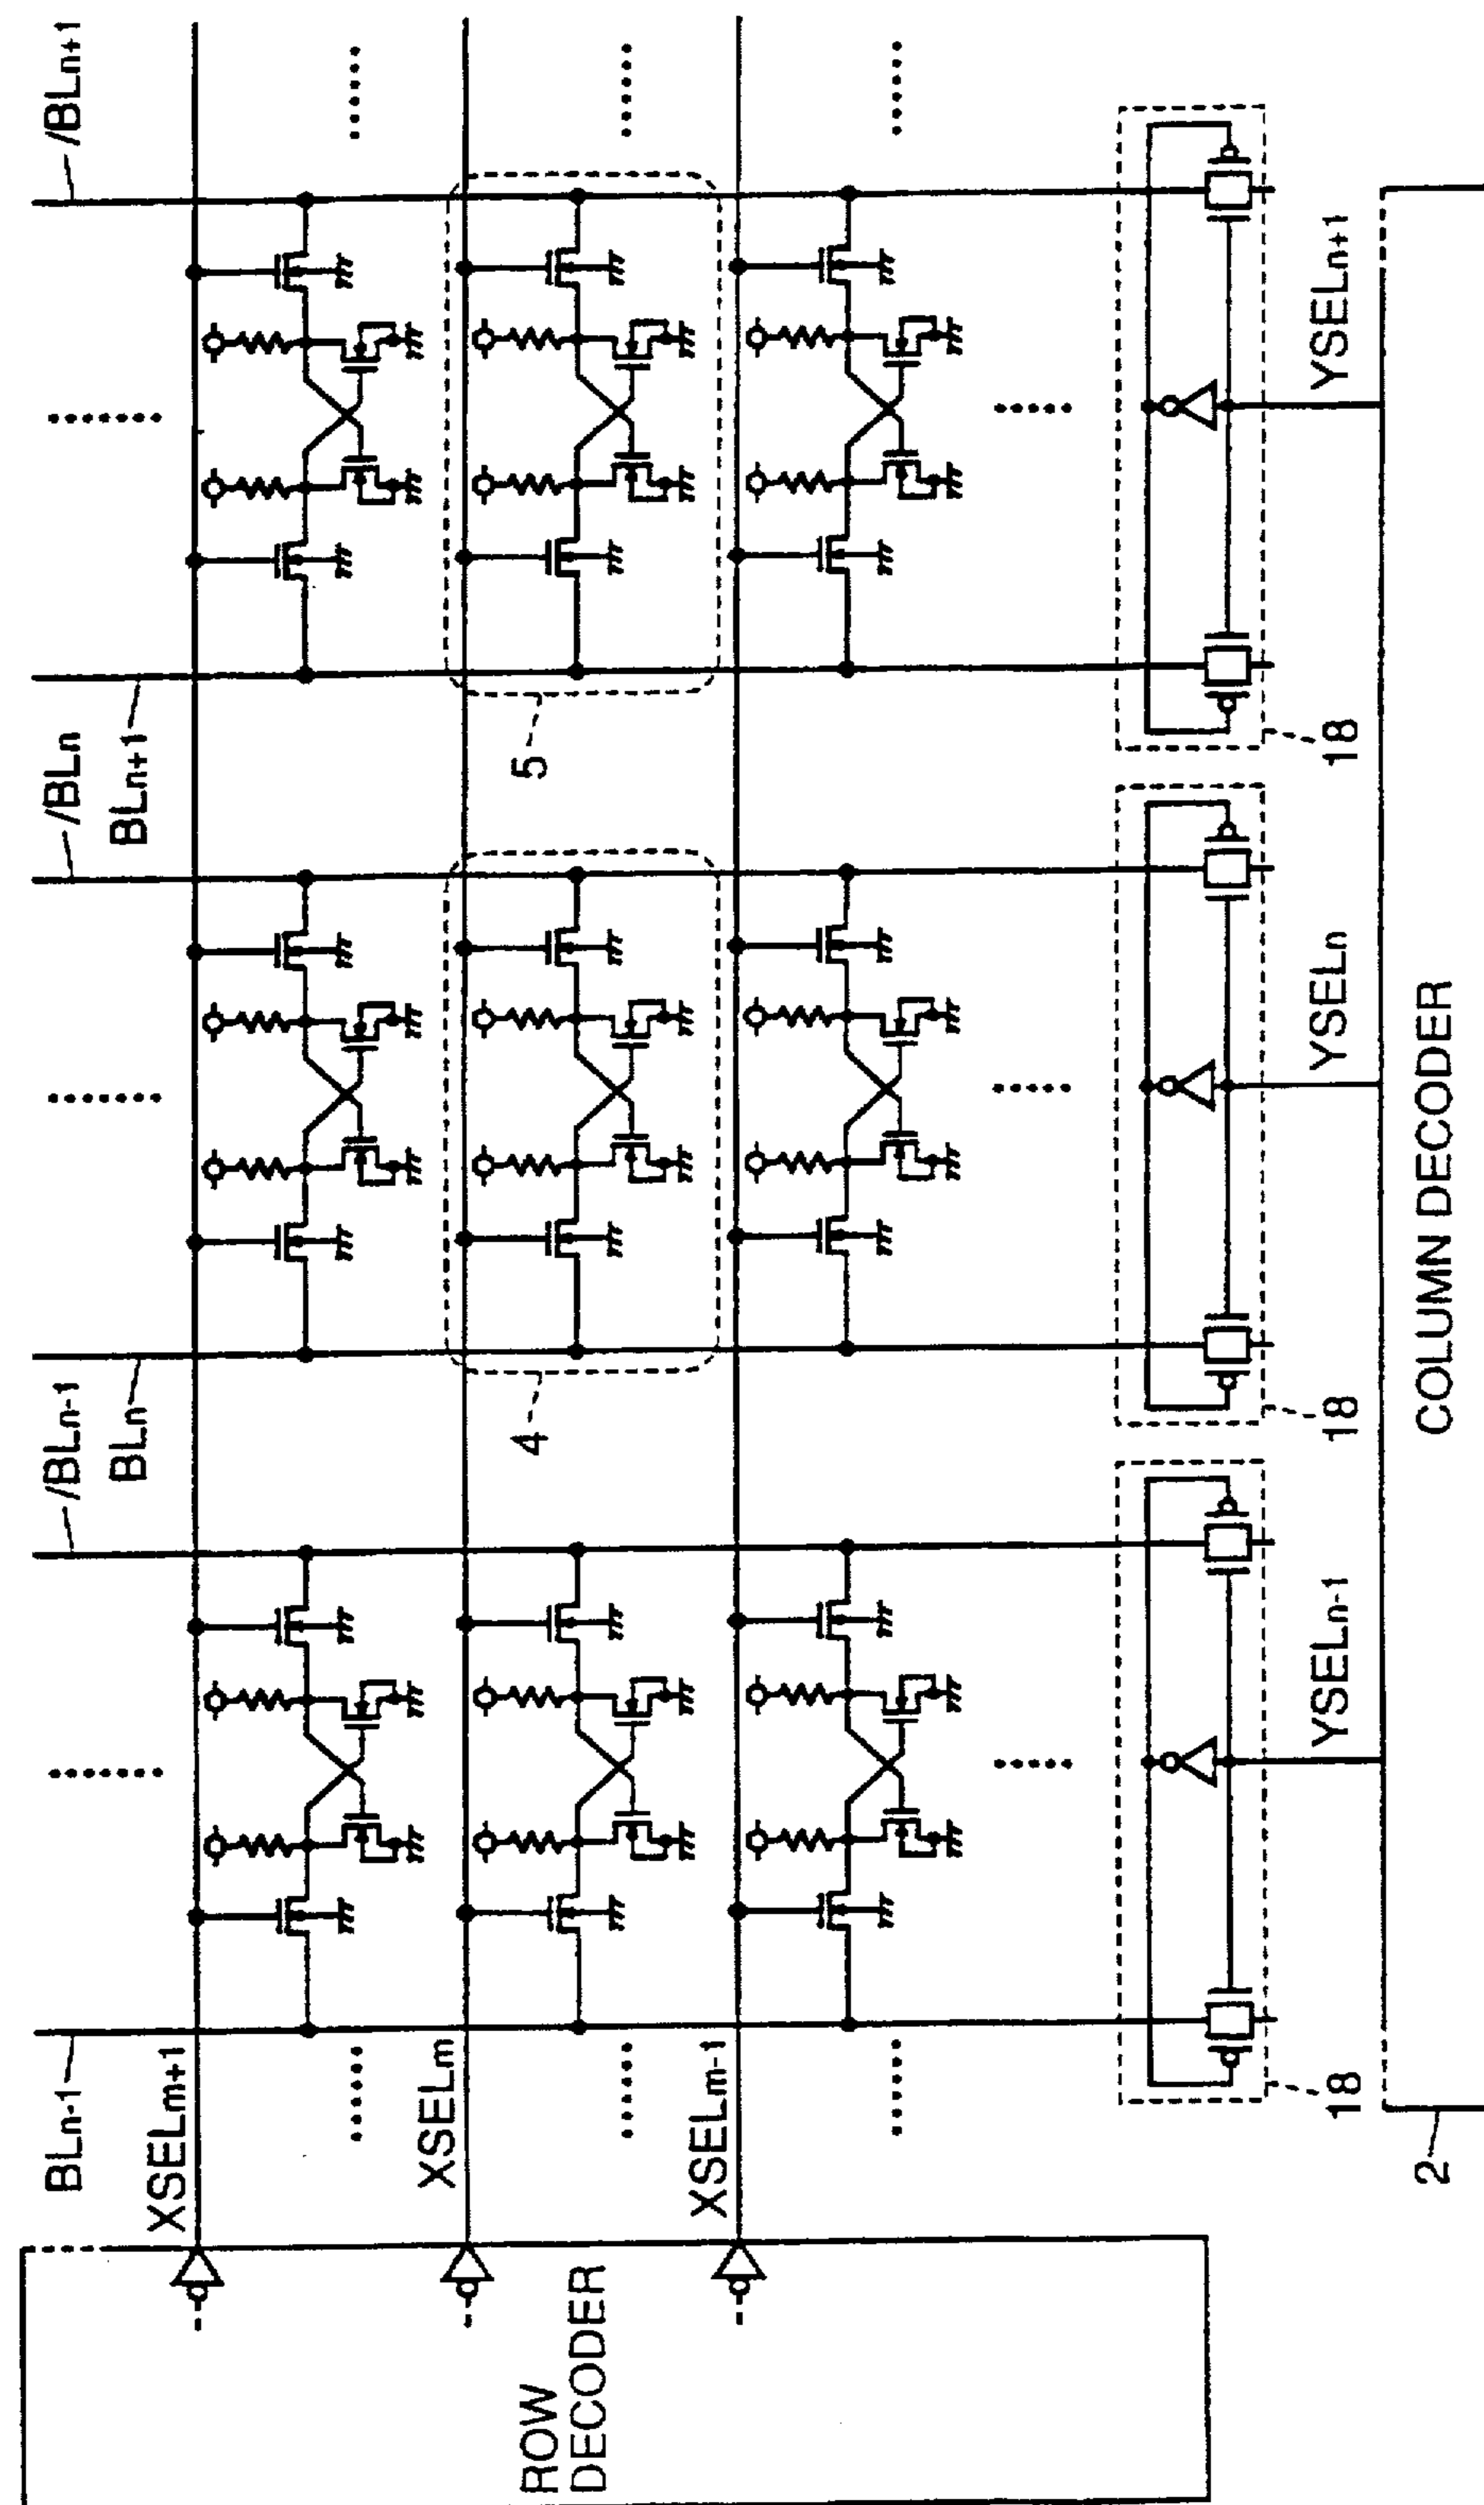 BLn-1
/BLn-1
BLn
/BLn
BLn+1
/BLn+1
XSELm+1
XSELm
XSELm-1
ROW
DECODER
4
5
18
18
18
YSELn-1
YSELn
YSELn+1
2
COLUMN DECODER